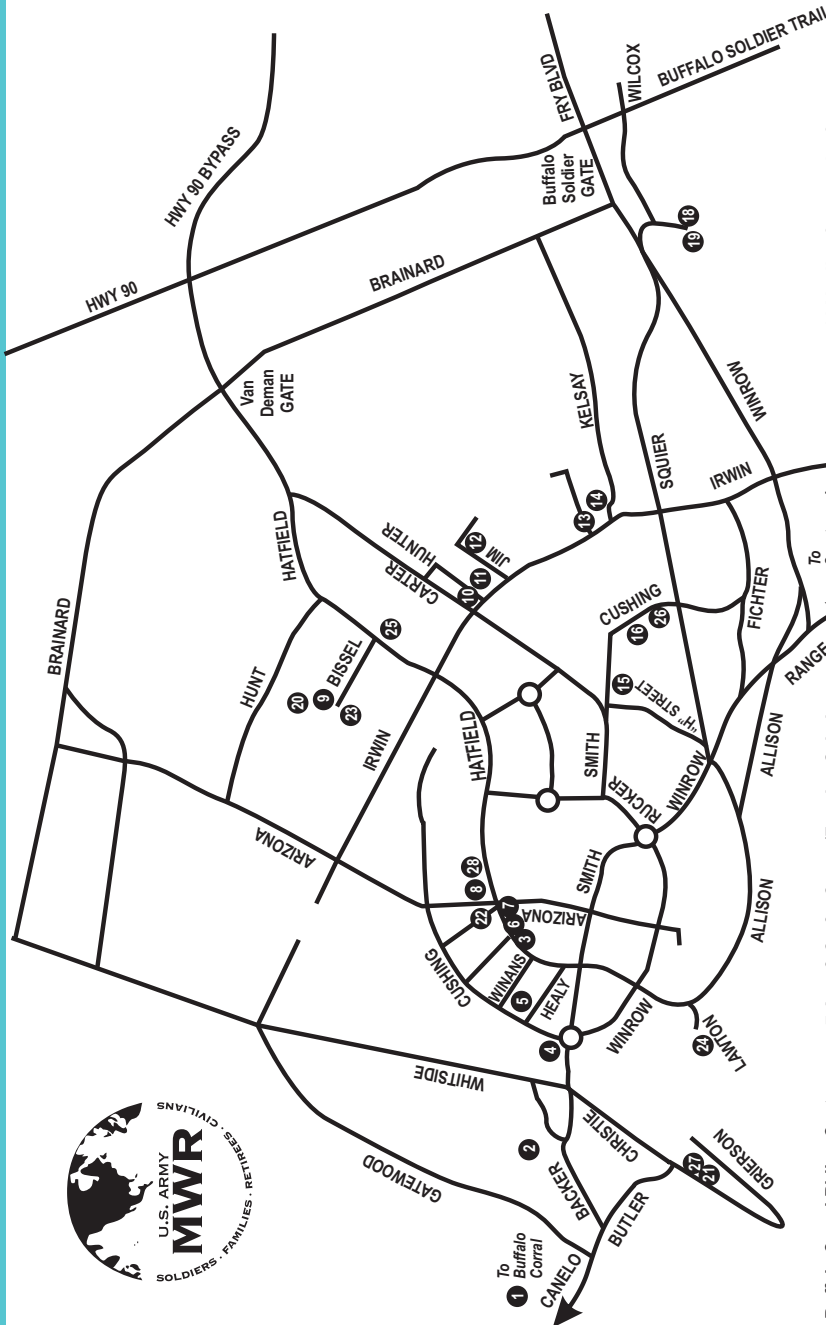 HWY 90 BYPASS
FRY BLVD
WILCOX
BUFFALO SOLDIER TRAIL
Buffalo
Soldier
GATE
HWY 90
BRAINARD
18
19
Van
Deman
GATE
KELSAY
WINROW
SQUIER
IRWIN
HATFIELD
BRAINARD
HUNTER
CARTER
JIM
12
11
10
13
14
To
HUNT
BISSEL
20
9
23
25
CUSHING
16
26
15
"H" STREET
FICHTER
RANGE
IRWIN
HATFIELD
SMITH
RUCKER
WINROW
ALLISON
ARIZONA
28
8
22
7
6
3
ARIZONA
SMITH
ALLISON
CUSHING
WINANS
5
HEALY
4
WINROW
LAWTON
24
WHITSIDE
GATEWOOD
2
BACKER
CHRISTIE
BUTLER
27
21
GRIERSON
1
To
Buffalo
Corral
CANELO
U.S. ARMY
MWR
SOLDIERS · FAMILIES · RETIREES · CIVILIANS